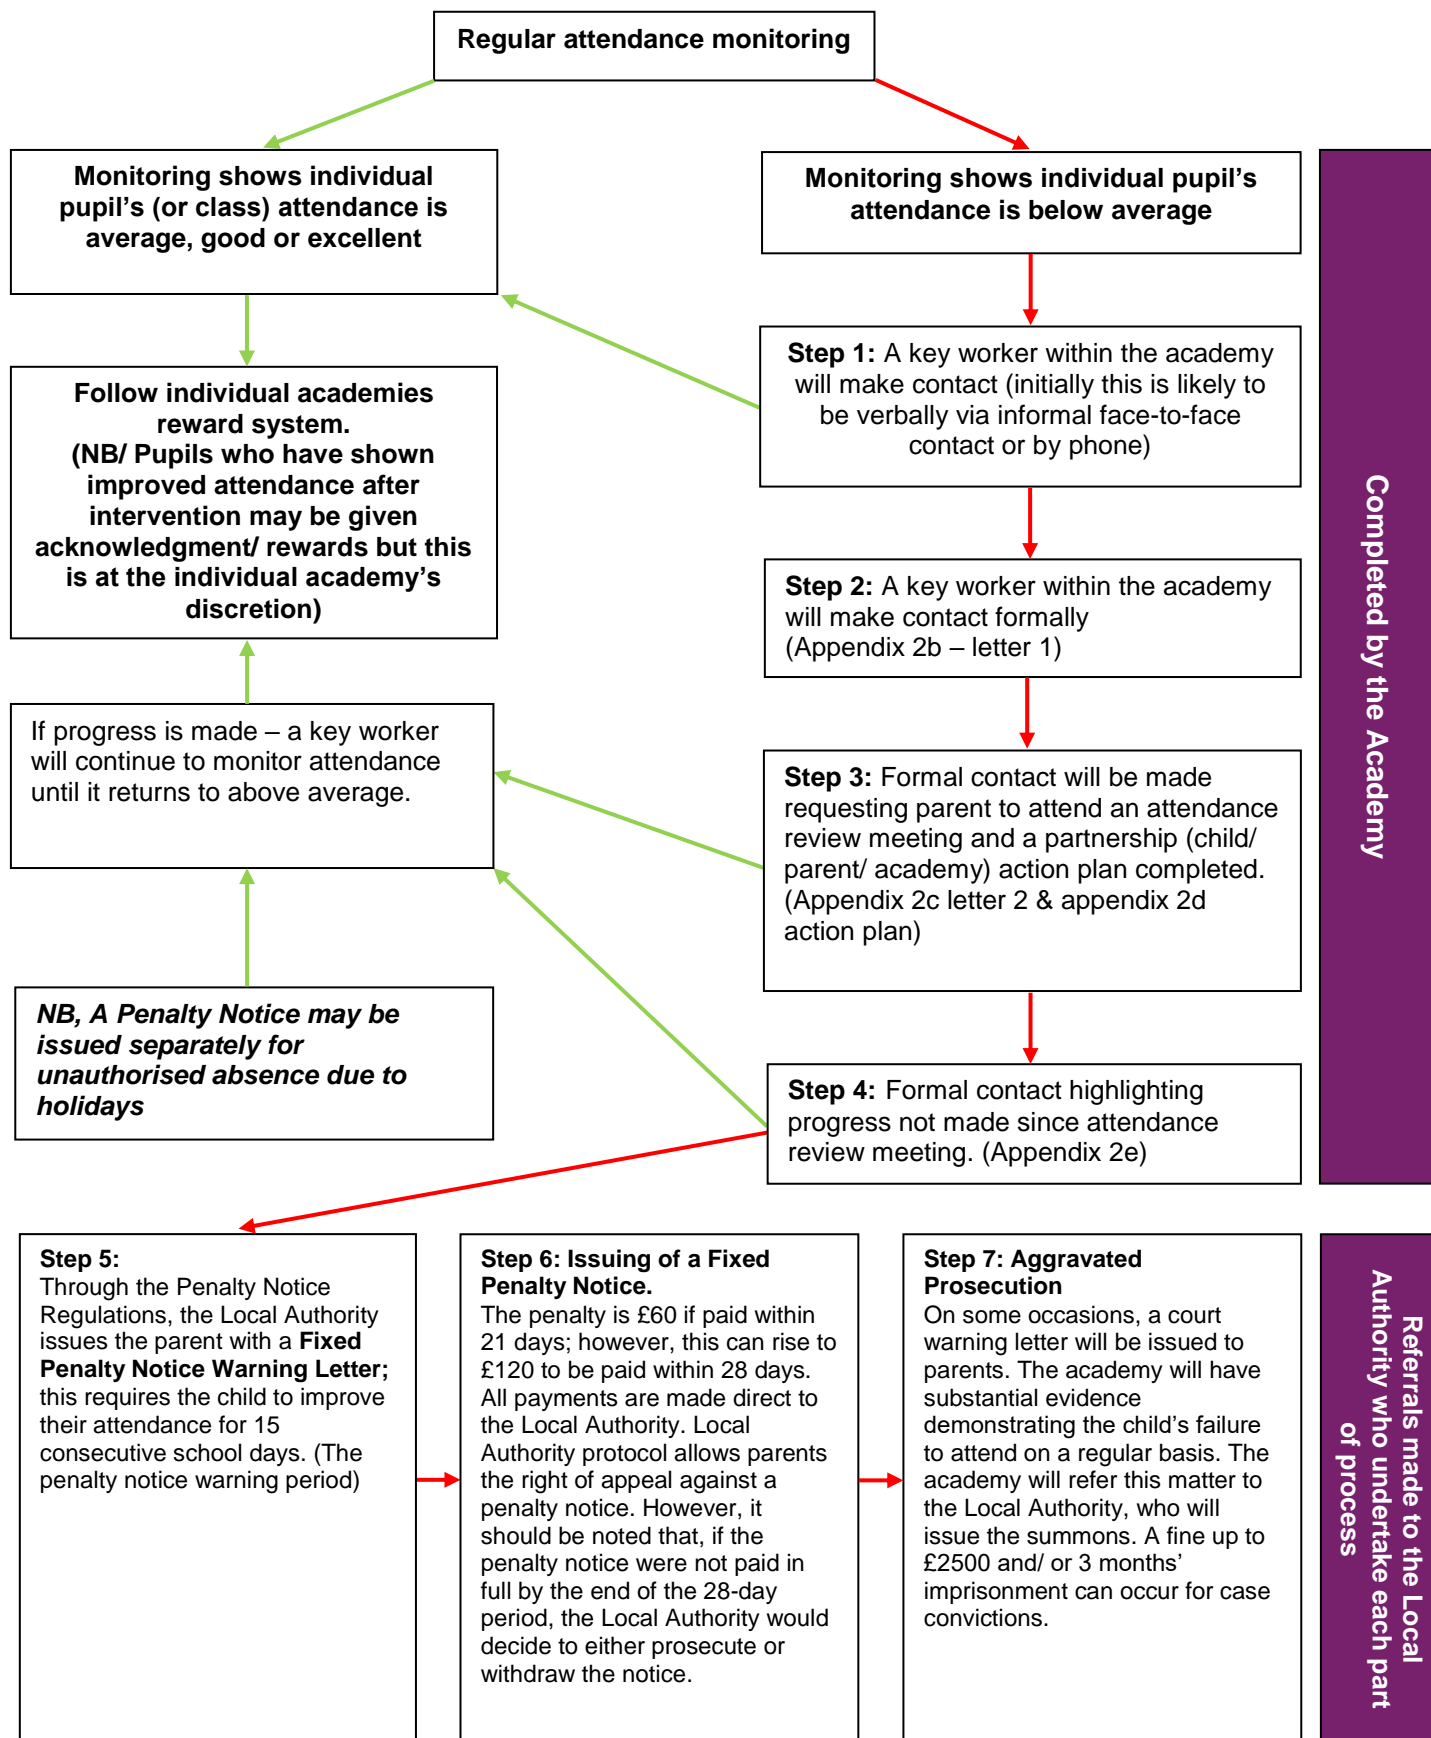 Regular attendance monitoring
Monitoring shows individual
pupil’s (or class) attendance is
average, good or excellent
Monitoring shows individual pupil’s
attendance is below average
Follow individual academies
reward system.
(NB/ Pupils who have shown
improved attendance after
intervention may be given
acknowledgment/ rewards but this
is at the individual academy’s
discretion)
Step 1: A key worker within the academy
will make contact (initially this is likely to
be verbally via informal face-to-face
contact or by phone)
Step 2: A key worker within the academy
will make contact formally
(Appendix 2b – letter 1)
If progress is made – a key worker
will continue to monitor attendance
until it returns to above average.
Step 3: Formal contact will be made
requesting parent to attend an attendance
review meeting and a partnership (child/
parent/ academy) action plan completed.
(Appendix 2c letter 2 & appendix 2d
action plan)
NB, A Penalty Notice may be
issued separately for
unauthorised absence due to
holidays
Step 4: Formal contact highlighting
progress not made since attendance
review meeting. (Appendix 2e)
Completed by the Academy
Step 5:
Through the Penalty Notice
Regulations, the Local Authority
issues the parent with a Fixed
Penalty Notice Warning Letter;
this requires the child to improve
their attendance for 15
consecutive school days. (The
penalty notice warning period)
Step 6: Issuing of a Fixed
Penalty Notice.
The penalty is £60 if paid within
21 days; however, this can rise to
£120 to be paid within 28 days.
All payments are made direct to
the Local Authority. Local
Authority protocol allows parents
the right of appeal against a
penalty notice. However, it
should be noted that, if the
penalty notice were not paid in
full by the end of the 28-day
period, the Local Authority would
decide to either prosecute or
withdraw the notice.
Step 7: Aggravated
Prosecution
On some occasions, a court
warning letter will be issued to
parents. The academy will have
substantial evidence
demonstrating the child’s failure
to attend on a regular basis. The
academy will refer this matter to
the Local Authority, who will
issue the summons. A fine up to
£2500 and/ or 3 months’
imprisonment can occur for case
convictions.
Referrals made to the Local
Authority who undertake each part
of process